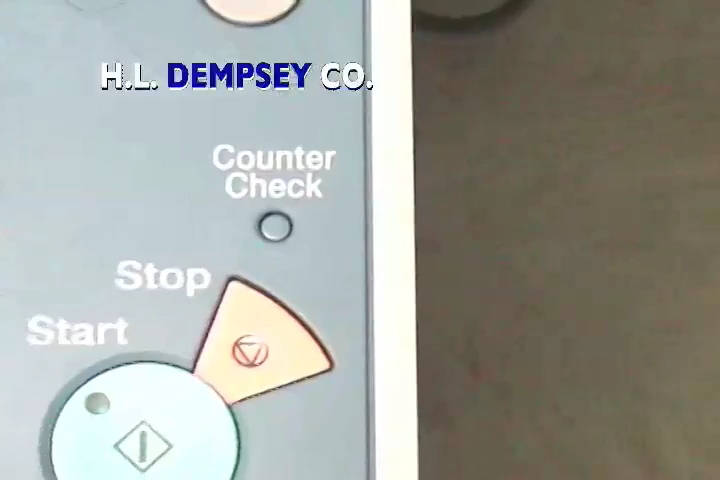 H.L. DEMPSEY CO.
Counter
Check
Stop
Start